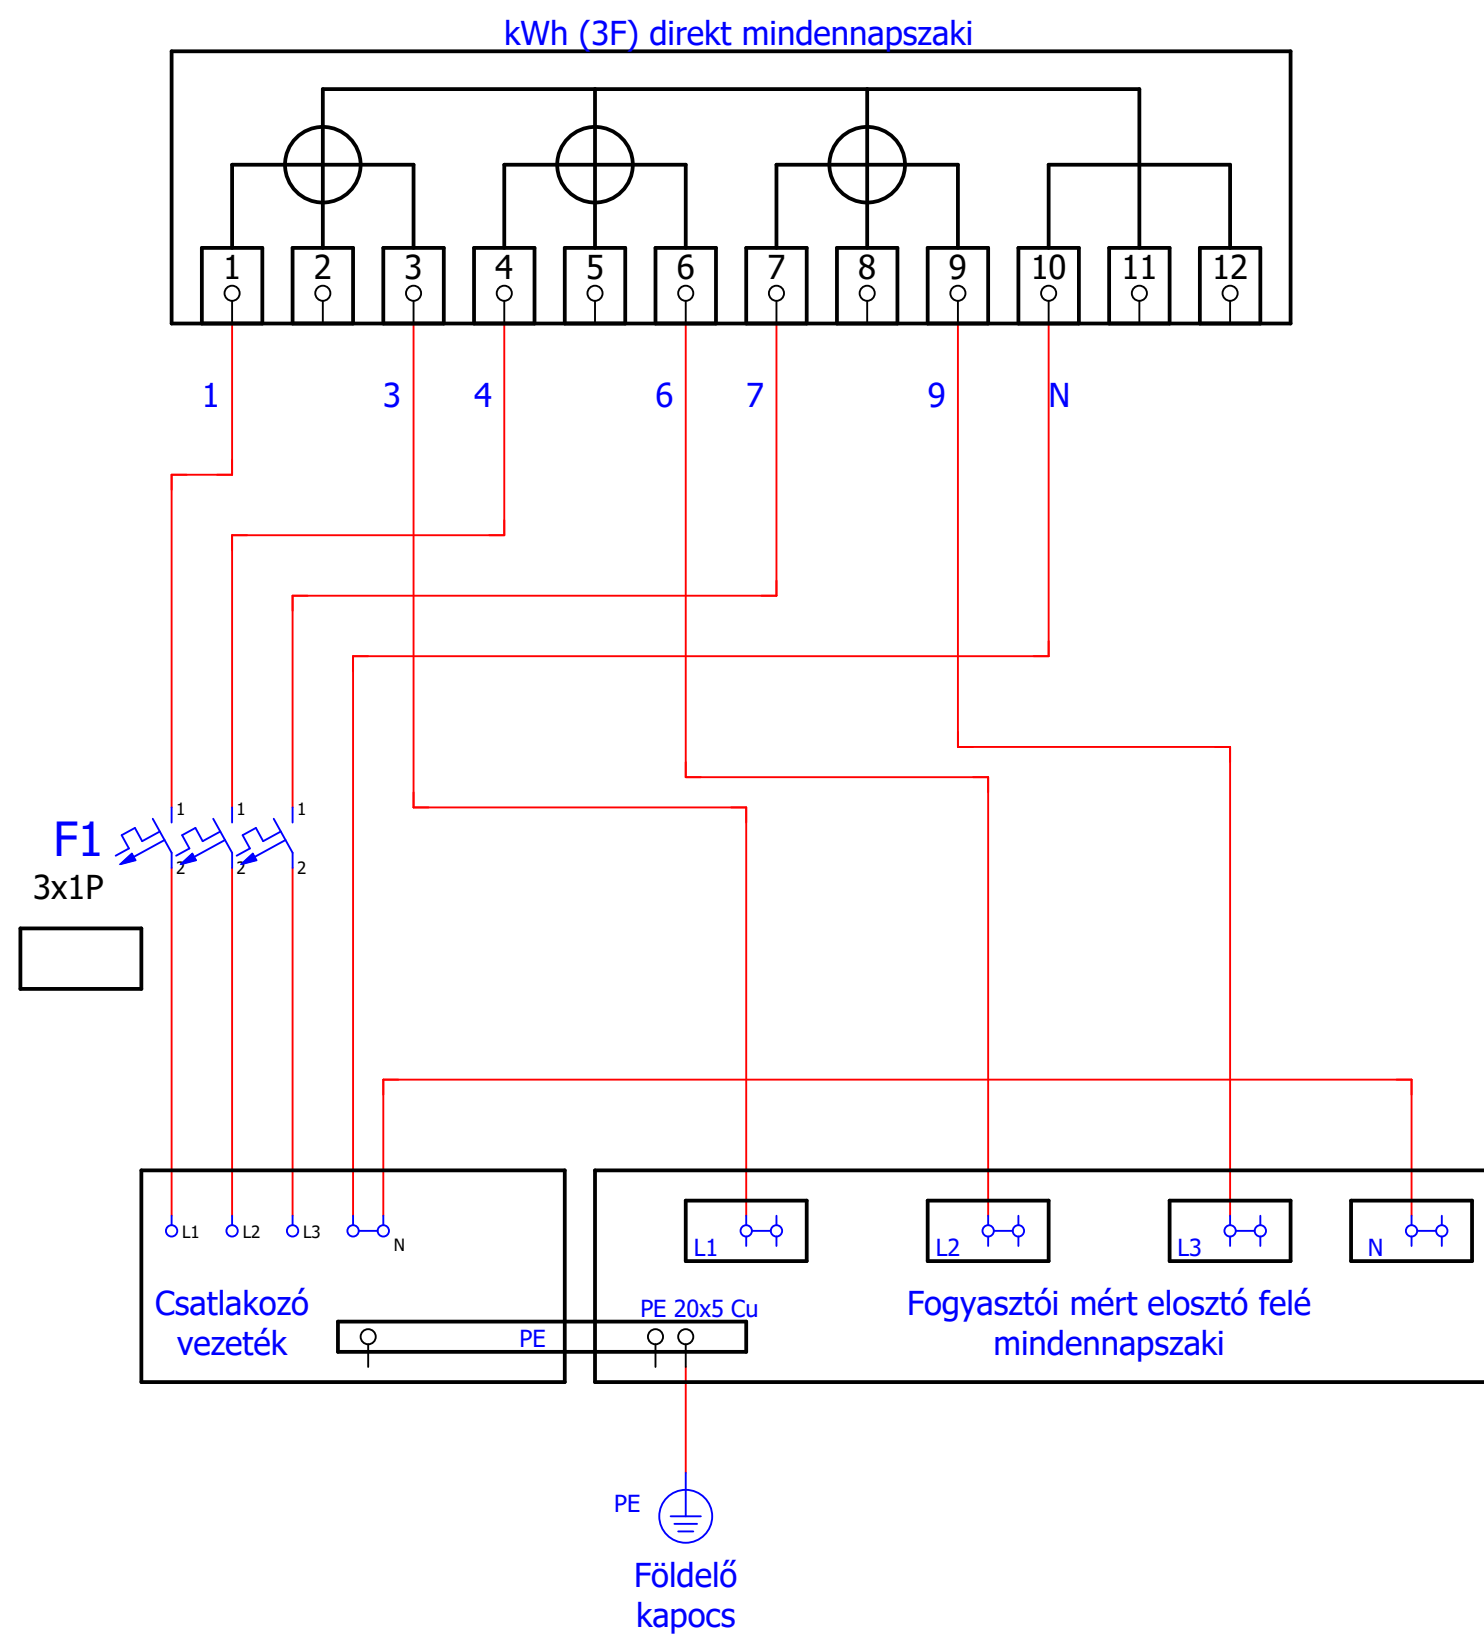 kWh (3F) direkt mindennapszaki
1 2 3 4 5 6 7 8 9 10 11 12
1 3 4 6 7 9 N
1 1 1
F1
2 2 2
3x1P
L1 L2 L3 N
L1 L2 L3 N
Csatlakozó
vezeték
PE
PE 20x5 Cu
Fogyasztói mért elosztó felé
mindennapszaki
PE
Földelő
kapocs